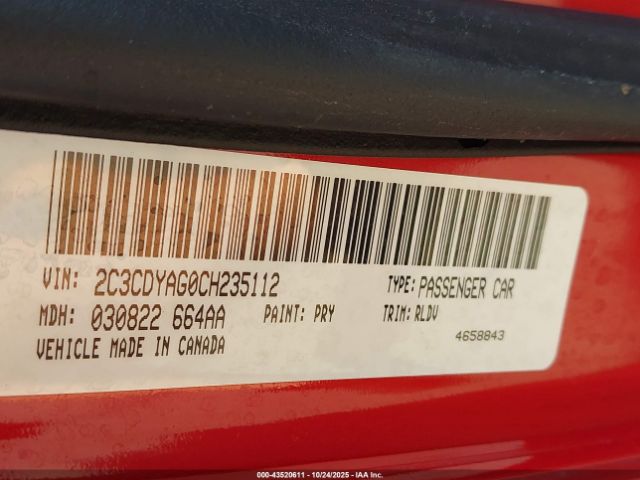 VIN: 2C3CDYAG0CH235112 TYPE: PASSENGER CAR
MDH: 030822 664AA PAINT: PRY TRIM: RLDV
VEHICLE MADE IN CANADA 4658843
000-43520611 - 10/24/2025 - IAA Inc.